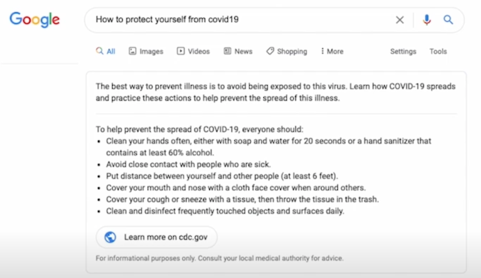 Google
How to protect yourself from covid19
All Images Videos News Shopping More Settings Tools
The best way to prevent illness is to avoid being exposed to this virus. Learn how COVID-19 spreads
and practice these actions to help prevent the spread of this illness.
To help prevent the spread of COVID-19, everyone should:
• Clean your hands often, either with soap and water for 20 seconds or a hand sanitizer that
contains at least 60% alcohol.
• Avoid close contact with people who are sick.
• Put distance between yourself and other people (at least 6 feet).
• Cover your mouth and nose with a cloth face cover when around others.
• Cover your cough or sneeze with a tissue, then throw the tissue in the trash.
• Clean and disinfect frequently touched objects and surfaces daily.
Learn more on cdc.gov
For informational purposes only. Consult your local medical authority for advice.